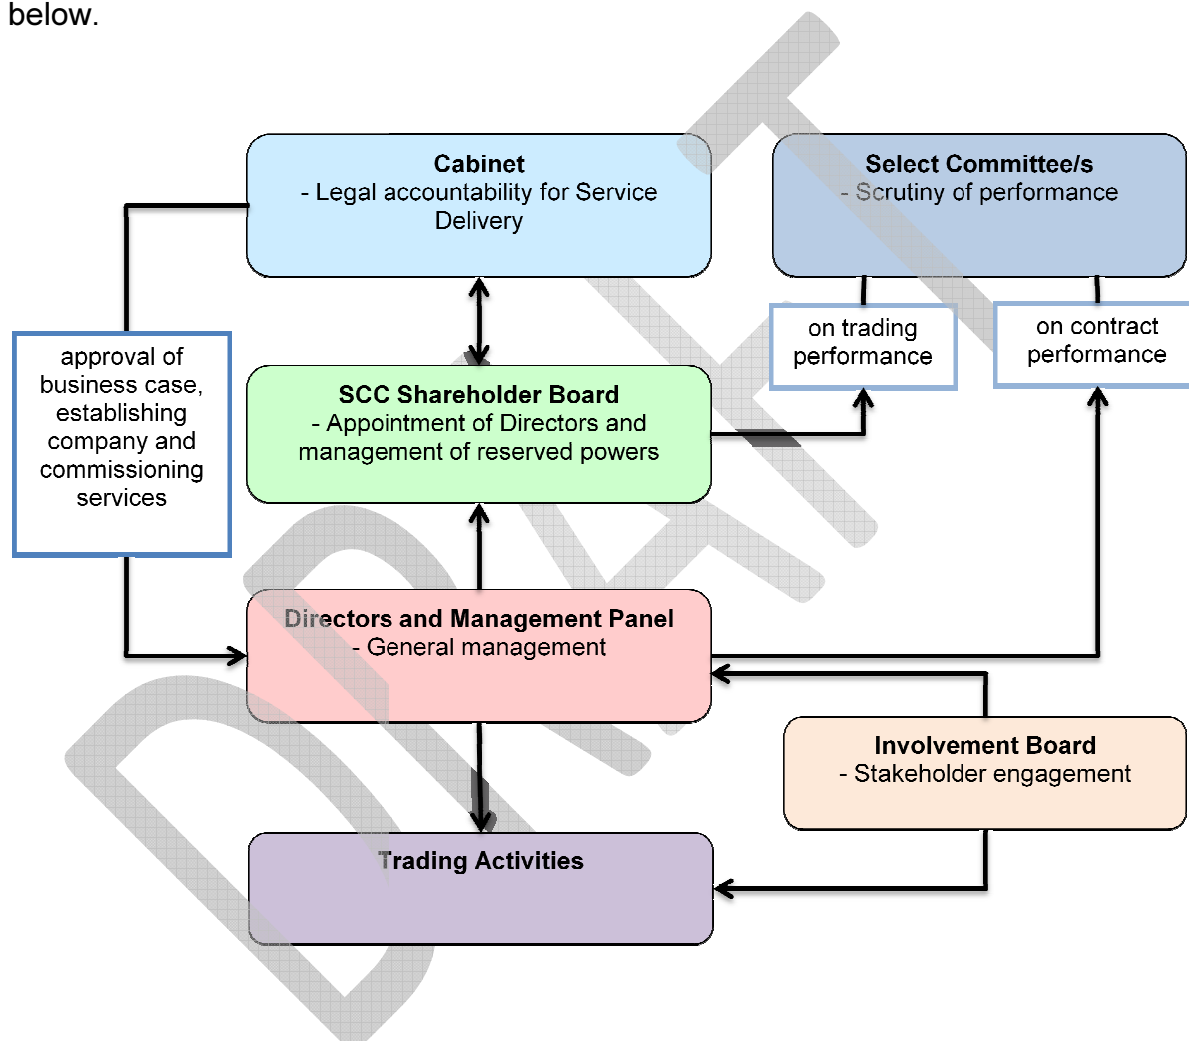 below.
Cabinet
- Legal accountability for Service
Delivery
Select Committee/s
- Scrutiny of performance
on trading
performance
on contract
performance
approval of
business case,
establishing
company and
commissioning
services
SCC Shareholder Board
- Appointment of Directors and
management of reserved powers
Directors and Management Panel
- General management
Involvement Board
- Stakeholder engagement
Trading Activities
DRAFT